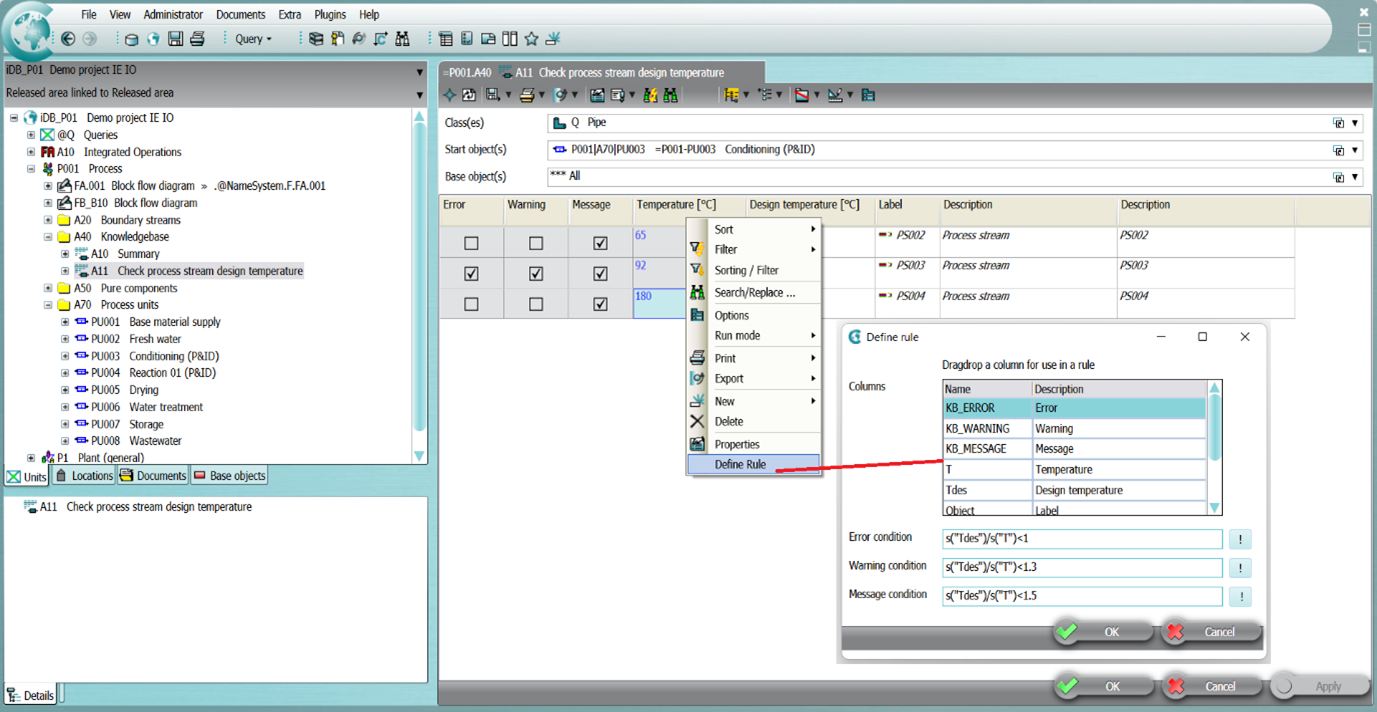 File View Administrator Documents Extra Plugins Help
Query
iDB_P01 Demo project IE IO
Released area linked to Released area
iDB_P01 Demo project IE IO
@Q Queries
A10 Integrated Operations
P001 Process
FA.001 Block flow diagram » .@NameSystem.F.FA.001
FB_B10 Block flow diagram
A20 Boundary streams
A40 Knowledgebase
A10 Summary
A11 Check process stream design temperature
A50 Pure components
A70 Process units
PU001 Base material supply
PU002 Fresh water
PU003 Conditioning (P&ID)
PU004 Reaction 01 (P&ID)
PU005 Drying
PU006 Water treatment
PU007 Storage
PU008 Wastewater
P1 Plant (general)
Units Locations Documents Base objects
A11 Check process stream design temperature
Details
=P001.A40 A11 Check process stream design temperature
Class(es) Q Pipe
Start object(s) P001|A70|PU003 =P001-PU003 Conditioning (P&ID)
Base object(s) *** All
Error Warning Message Temperature [°C] Design temperature [°C] Label Description Description
65 PS002 Process stream PS002
92 PS003 Process stream PS003
180 PS004 Process stream PS004
Sort
Filter
Sorting / Filter
Search/Replace ...
Options
Run mode
Print
Export
New
Delete
Properties
Define Rule
Define rule
Dragdrop a column for use in a rule
Columns
Name Description
KB_ERROR Error
KB_WARNING Warning
KB_MESSAGE Message
T Temperature
Tdes Design temperature
Object Label
Error condition s("Tdes")/s("T")<1 !
Warning condition s("Tdes")/s("T")<1.3 !
Message condition s("Tdes")/s("T")<1.5 !
OK Cancel
OK Cancel Apply